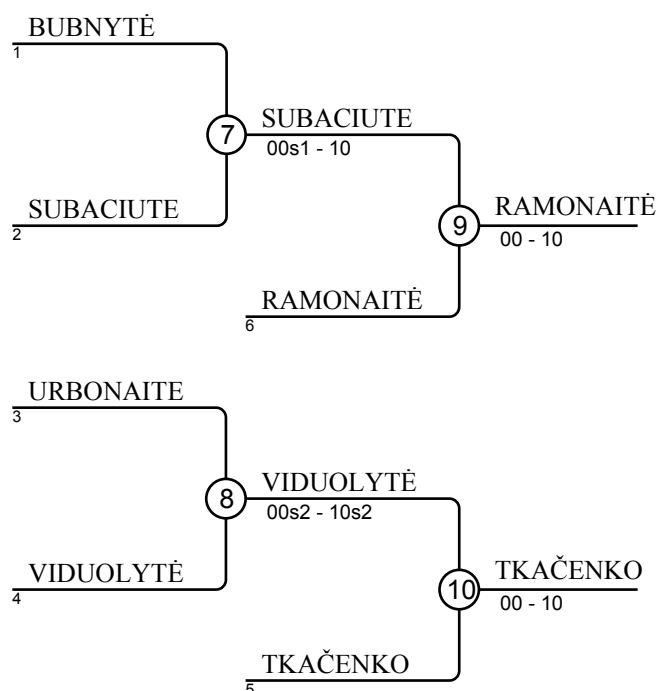 BUBNYTĖ
1
7
SUBACIUTE
00s1 - 10
SUBACIUTE
2
9
RAMONAITĖ
00 - 10
RAMONAITĖ
6
URBONAITE
3
8
VIDUOLYTĖ
00s2 - 10s2
VIDUOLYTĖ
4
10
TKAČENKO
00 - 10
TKAČENKO
5